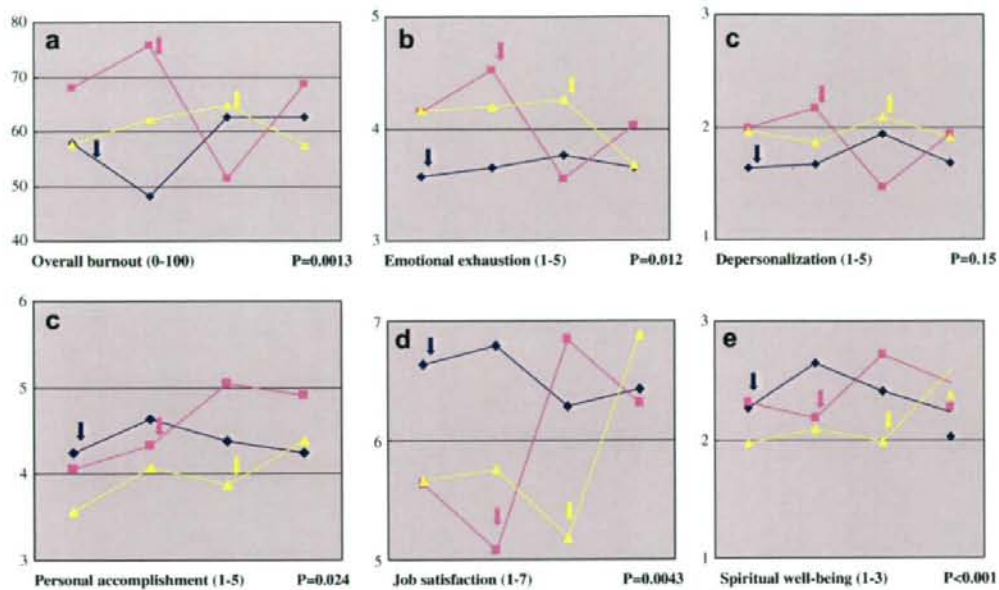 80
70
60
50
40
a
Overall burnout (0-100) P=0.0013
5
4
3
b
Emotional exhaustion (1-5) P=0.012
3
2
1
c
Depersonalization (1-5) P=0.15
6
5
4
3
c
Personal accomplishment (1-5) P=0.024
7
6
5
d
Job satisfaction (1-7) P=0.0043
3
2
1
e
Spiritual well-being (1-3) P<0.001